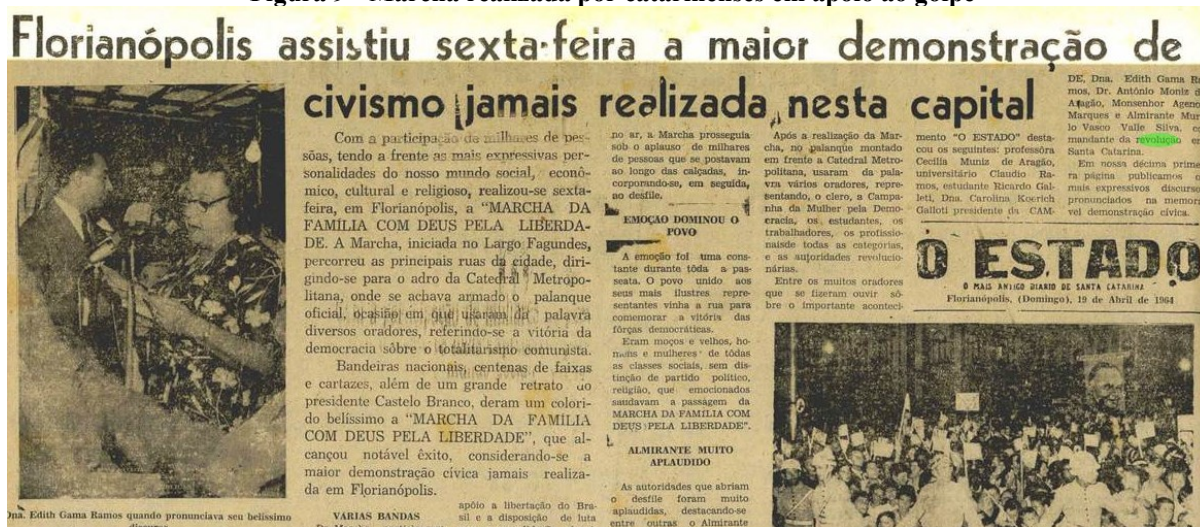 Florianópolis assistiu sexta-feira a maior demonstração de
civismo jamais realizada nesta capital
Com a participação de milhares de pes-
sôas, tendo a frente as mais expressivas per-
sonalidades do nosso mundo social, econô-
mico, cultural e religioso, realizou-se sexta-
feira, em Florianópolis, a “MARCHA DA
FAMÍLIA COM DEUS PELA LIBERDA-
DE. A Marcha, iniciada no Largo Fagundes,
percorreu as principais ruas da cidade, diri-
gindo-se para o adro da Catedral Metropo-
litana, onde se achava armado o palanque
oficial, ocasião em que usaram da palavra
diversos oradores, referindo-se a vitória da
democracia sôbre o totalitarismo comunista.
Bandeiras nacionais, centenas de faixas
e cartazes, além de um grande retrato do
presidente Castelo Branco, deram um colori-
do belíssimo a “MARCHA DA FAMILIA
COM DEUS PELA LIBERDADE”, que al-
cançou notável êxito, considerando-se a
maior demonstração cívica jamais realiza-
da em Florianópolis.
VARIAS BANDAS
apôio a libertação do Bra-
sil e a disposição de luta
no ar, a Marcha prosseguia
sob o aplauso de milhares
de pessoas que se postavam
ao longo das calçadas, in-
corporando-se, em seguida,
ao desfile.
EMOÇÃO DOMINOU O
POVO
A emoção foi uma cons-
tante durante tôda a pas-
seata. O povo unido aos
seus mais ilustres repre-
sentantes vinha a rua para
comemorar a vitória das
fôrças democráticas.
Eram moços e velhos, ho-
mens e mulheres de tôdas
as classes sociais, sem dis-
tinção de partido político,
religião, que emocionados
saudavam a passagem da
MARCHA DA FAMILIA COM
DEUS PELA LIBERDADE”.
ALMIRANTE MUITO
APLAUDIDO
As autoridades que abriam
o desfile foram muito
aplaudidas, destacando-se
entre outras o Almirante
Após a realização da Mar-
cha, no palanque montado
em frente a Catedral Metro-
politana, usaram da pala-
vra vários oradores, repre-
sentando, o clero, a Campa-
nha da Mulher pela Demo-
cracia, os estudantes, os
trabalhadores, os profissio-
naisde todas as categorias,
e as autoridades revolucio-
nárias.
Entre os muitos oradores
que se fizeram ouvir sô-
bre o importante aconteci-
mento “O ESTADO” desta-
cou os seguintes: professôra
Cecília Muniz de Aragão,
universitário Claudio Ra-
mos, estudante Ricardo Gal-
leti, Dna. Carolina Koerich
Galloti presidente da CAM-
DE, Dna. Edith Gama Ra
mos, Dr. Antônio Moniz de
Aragão, Monsenhor Agenor
Marques e Almirante Mur
lo Vasco Valle Silva,
mandante da revolução e
Santa Catarina.
Em nossa décima prime
ra página publicamos o
mais expressivos discurso
pronunciados na memorá
vel demonstração cívica.
O ESTADO
O MAIS ANTIGO DIARIO DE SANTA CATARINA
Florianópolis, (Domingo), 19 de Abril de 1964
Dna. Edith Gama Ramos quando pronunciava seu belíssimo